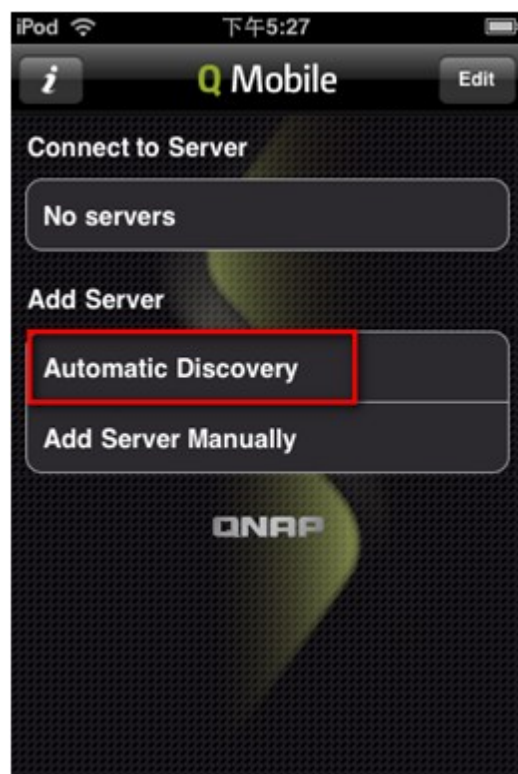 iPod 下午5:27
i Q Mobile Edit
Connect to Server
No servers
Add Server
Automatic Discovery
Add Server Manually
QNAP